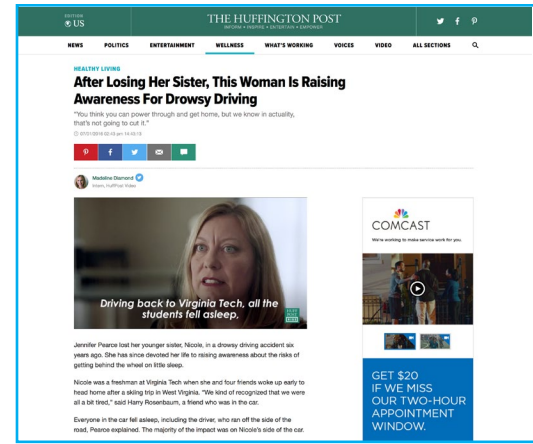 EDITION
US
THE HUFFINGTON POST
INFORM • INSPIRE • ENTERTAIN • EMPOWER
NEWS POLITICS ENTERTAINMENT WELLNESS WHAT'S WORKING VOICES VIDEO ALL SECTIONS
HEALTHY LIVING
After Losing Her Sister, This Woman Is Raising
Awareness For Drowsy Driving
"You think you can power through and get home, but we know in actuality,
that's not going to cut it."
Madeline Diamond
Intern, HuffPost Video
Driving back to Virginia Tech, all the
students fell asleep.
Jennifer Pearce lost her younger sister, Nicole, in a drowsy driving accident six
years ago. She has since devoted her life to raising awareness about the risks of
getting behind the wheel on little sleep.
Nicole was a freshman at Virginia Tech when she and four friends woke up early to
head home after a skiing trip in West Virginia. "We kind of recognized that we were
all a bit tired," said Harry Rosenbaum, a friend who was in the car.
Everyone in the car fell asleep, including the driver, who ran off the side of the
road, Pearce explained. The majority of the impact was on Nicole's side of the car.
COMCAST
We're working to make service work for you.
GET $20
IF WE MISS
OUR TWO-HOUR
APPOINTMENT
WINDOW.